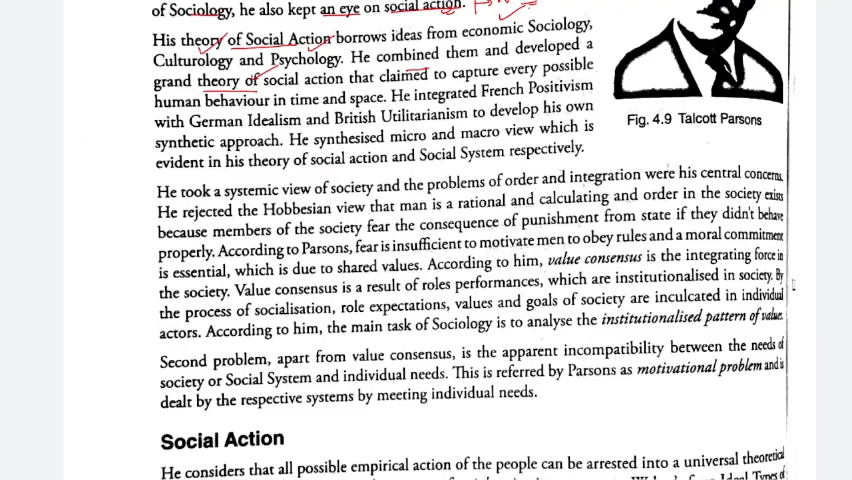 of Sociology, he also kept an eye on social action.
His theory of Social Action borrows ideas from economic Sociology,
Culturology and Psychology. He combined them and developed a
grand theory of social action that claimed to capture every possible
human behaviour in time and space. He integrated French Positivism
with German Idealism and British Utilitarianism to develop his own
synthetic approach. He synthesised micro and macro view which is
evident in his theory of social action and Social System respectively.
Fig. 4.9 Talcott Parsons
He took a systemic view of society and the problems of order and integration were his central concerns.
He rejected the Hobbesian view that man is a rational and calculating and order in the society exists
because members of the society fear the consequence of punishment from state if they didn't behave
properly. According to Parsons, fear is insufficient to motivate men to obey rules and a moral commitment
is essential, which is due to shared values. According to him, value consensus is the integrating force in
the society. Value consensus is a result of roles performances, which are institutionalised in society. By
the process of socialisation, role expectations, values and goals of society are inculcated in individual
actors. According to him, the main task of Sociology is to analyse the institutionalised pattern of value.
Second problem, apart from value consensus, is the apparent incompatibility between the needs of
society or Social System and individual needs. This is referred by Parsons as motivational problem and is
dealt by the respective systems by meeting individual needs.
Social Action
He considers that all possible empirical action of the people can be arrested into a universal theoretical
Ideal Types of